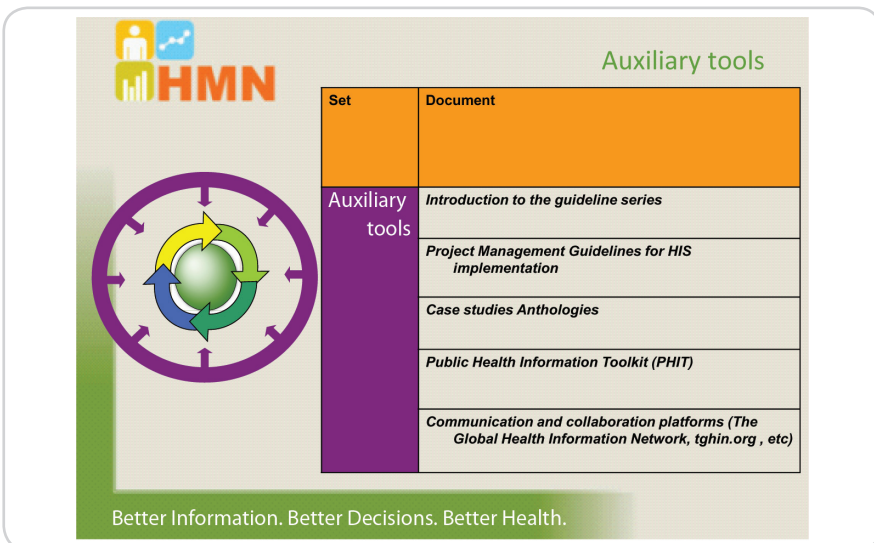 HMN
Auxiliary tools
Set
Document
Auxiliary
tools
Introduction to the guideline series
Project Management Guidelines for HIS
implementation
Case studies Anthologies
Public Health Information Toolkit (PHIT)
Communication and collaboration platforms (The
Global Health Information Network, tghin.org , etc)
Better Information. Better Decisions. Better Health.